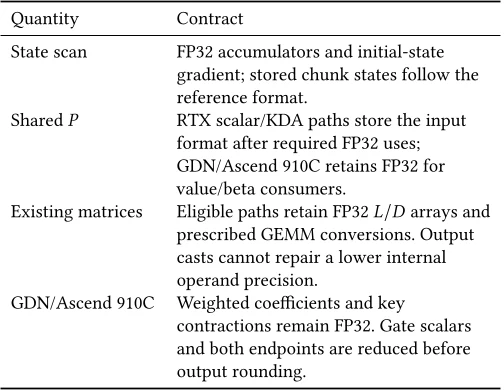 Quantity Contract
State scan FP32 accumulators and initial-state
gradient; stored chunk states follow the
reference format.
Shared P RTX scalar/KDA paths store the input
format after required FP32 uses;
GDN/Ascend 910C retains FP32 for
value/beta consumers.
Existing matrices Eligible paths retain FP32 L/D arrays and
prescribed GEMM conversions. Output
casts cannot repair a lower internal
operand precision.
GDN/Ascend 910C Weighted coefficients and key
contractions remain FP32. Gate scalars
and both endpoints are reduced before
output rounding.